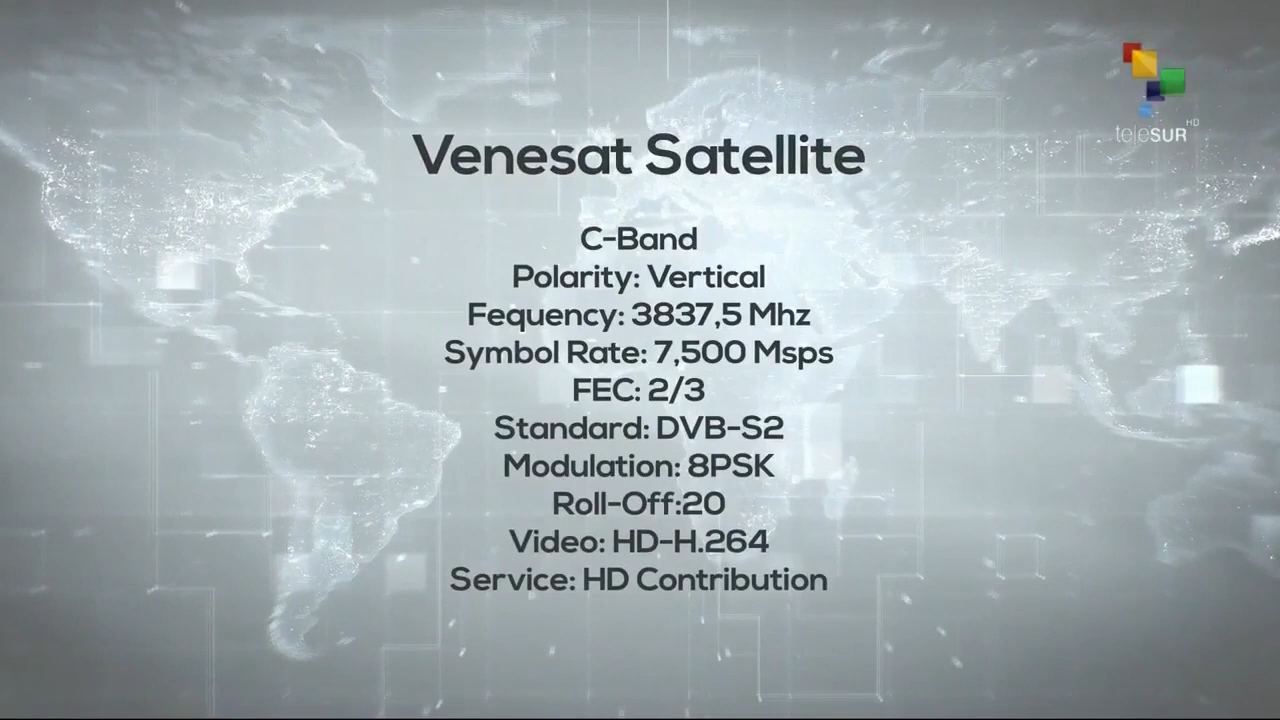 teleSUR HD
Venesat Satellite
C-Band
Polarity: Vertical
Fequency: 3837,5 Mhz
Symbol Rate: 7,500 Msps
FEC: 2/3
Standard: DVB-S2
Modulation: 8PSK
Roll-Off:20
Video: HD-H.264
Service: HD Contribution